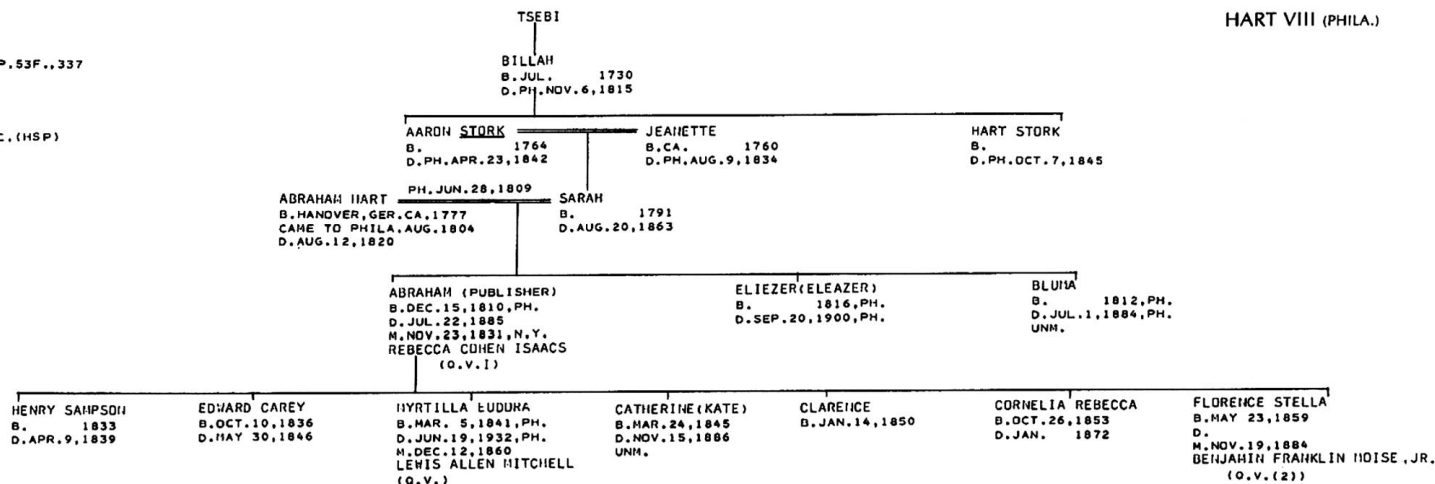 HART VIII (PHILA.)
TSEBI
P.53F.,337
BILLAH
B.JUL. 1730
D.PH.NOV.6,1815
C.(HSP)
AARON STORK
B. 1764
D.PH.APR.23,1842
JEANETTE
B.CA. 1760
D.PH.AUG.9,1834
HART STORK
B.
D.PH.OCT.7,1845
PH.JUN.28,1809
ABRAHAM HART
B.HANOVER,GER.CA.1777
CAME TO PHILA.AUG.1804
D.AUG.12,1820
SARAH
B. 1791
D.AUG.20,1863
ABRAHAM (PUBLISHER)
B.DEC.15,1810,PH.
D.JUL.22,1885
M.NOV.23,1831,N.Y.
REBECCA COHEN ISAACS
(Q.V.I)
ELIEZER(ELEAZER)
B. 1816,PH.
D.SEP.20,1900,PH.
BLUMA
B. 1812,PH.
D.JUL.1,1884,PH.
UNM.
HENRY SAMPSON
B. 1833
D.APR.9,1839
EDWARD CAREY
B.OCT.10,1836
D.MAY 30,1846
MYRTILLA EUDORA
B.MAR. 5,1841,PH.
D.JUN.19,1932,PH.
M.DEC.12,1860
LEWIS ALLEN MITCHELL
(Q.V.)
CATHERINE(KATE)
B.MAR.24,1845
D.NOV.15,1886
UNM.
CLARENCE
B.JAN.14,1850
CORNELIA REBECCA
B.OCT.26,1853
D.JAN. 1872
FLORENCE STELLA
B.MAY 23,1859
D.
M.NOV.19,1884
BENJAMIN FRANKLIN MOISE,JR.
(Q.V.(2))